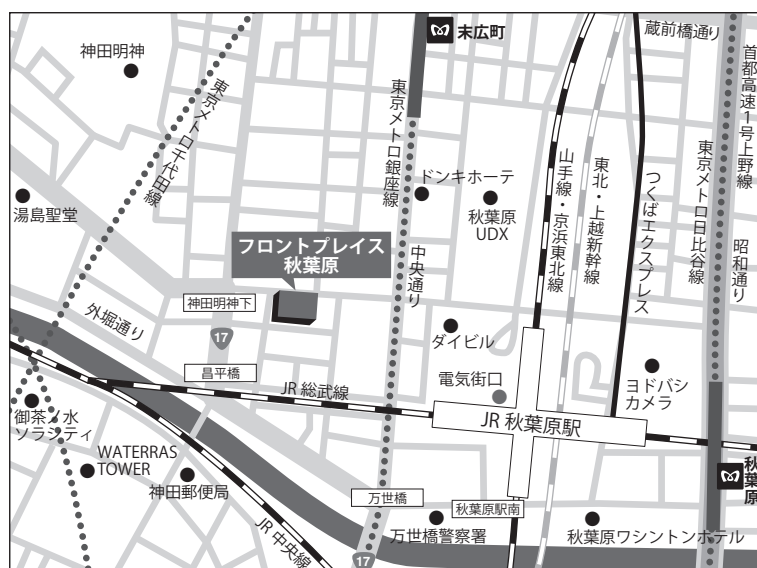 末広町
蔵前橋通り
神田明神
東京メトロ千代田線
東京メトロ銀座線
首都高速1号上野線
山手線・京浜東北線
東北・上越新幹線
つくばエクスプレス
東京メトロ日比谷線
ドンキホーテ
秋葉原
UDX
湯島聖堂
フロントプレイス
秋葉原
中央通り
昭和通り
神田明神下
外堀通り
17
ダイビル
昌平橋
JR 総武線
電気街口
ヨドバシ
カメラ
御茶ノ水
ソラシティ
JR 秋葉原駅
WATERRAS
TOWER
神田郵便局
秋葉原
万世橋
秋葉原駅南
JR 中央線
万世橋警察署
秋葉原ワシントンホテル
17